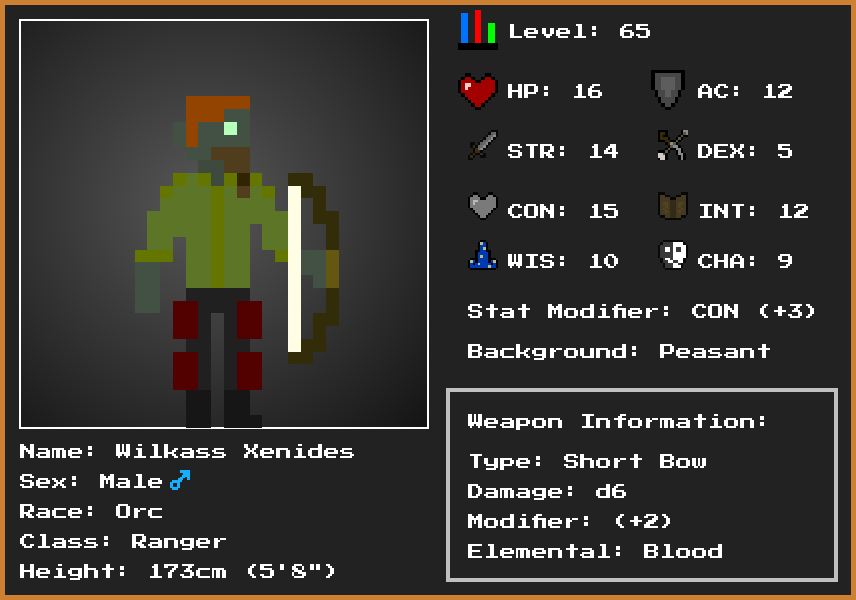 Level: 65
HP: 16 AC: 12
STR: 14 DEX: 5
CON: 15 INT: 12
WIS: 10 CHA: 9
Stat Modifier: CON (+3)
Background: Peasant
Weapon Information:
Type: Short Bow
Damage: d6
Modifier: (+2)
Elemental: Blood
Name: Wilkass Xenides
Sex: Male ♂
Race: Orc
Class: Ranger
Height: 173cm (5'8")